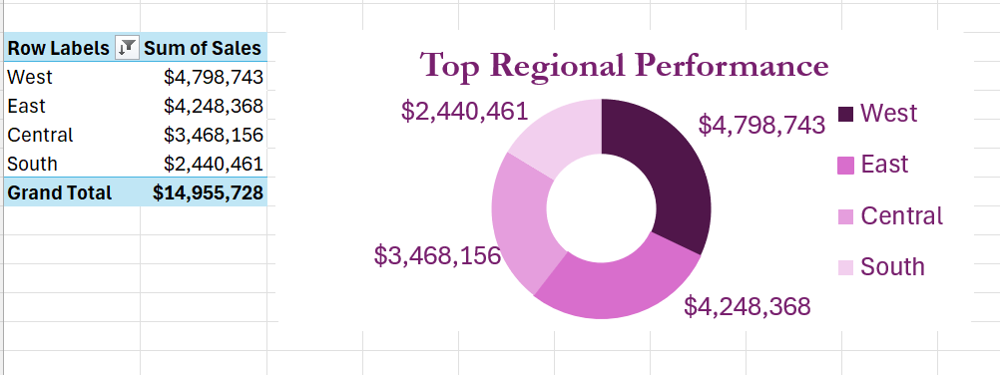 Row Labels Sum of Sales
West $4,798,743
East $4,248,368
Central $3,468,156
South $2,440,461
Grand Total $14,955,728
Top Regional Performance
$2,440,461
$4,798,743
$3,468,156
$4,248,368
West
East
Central
South